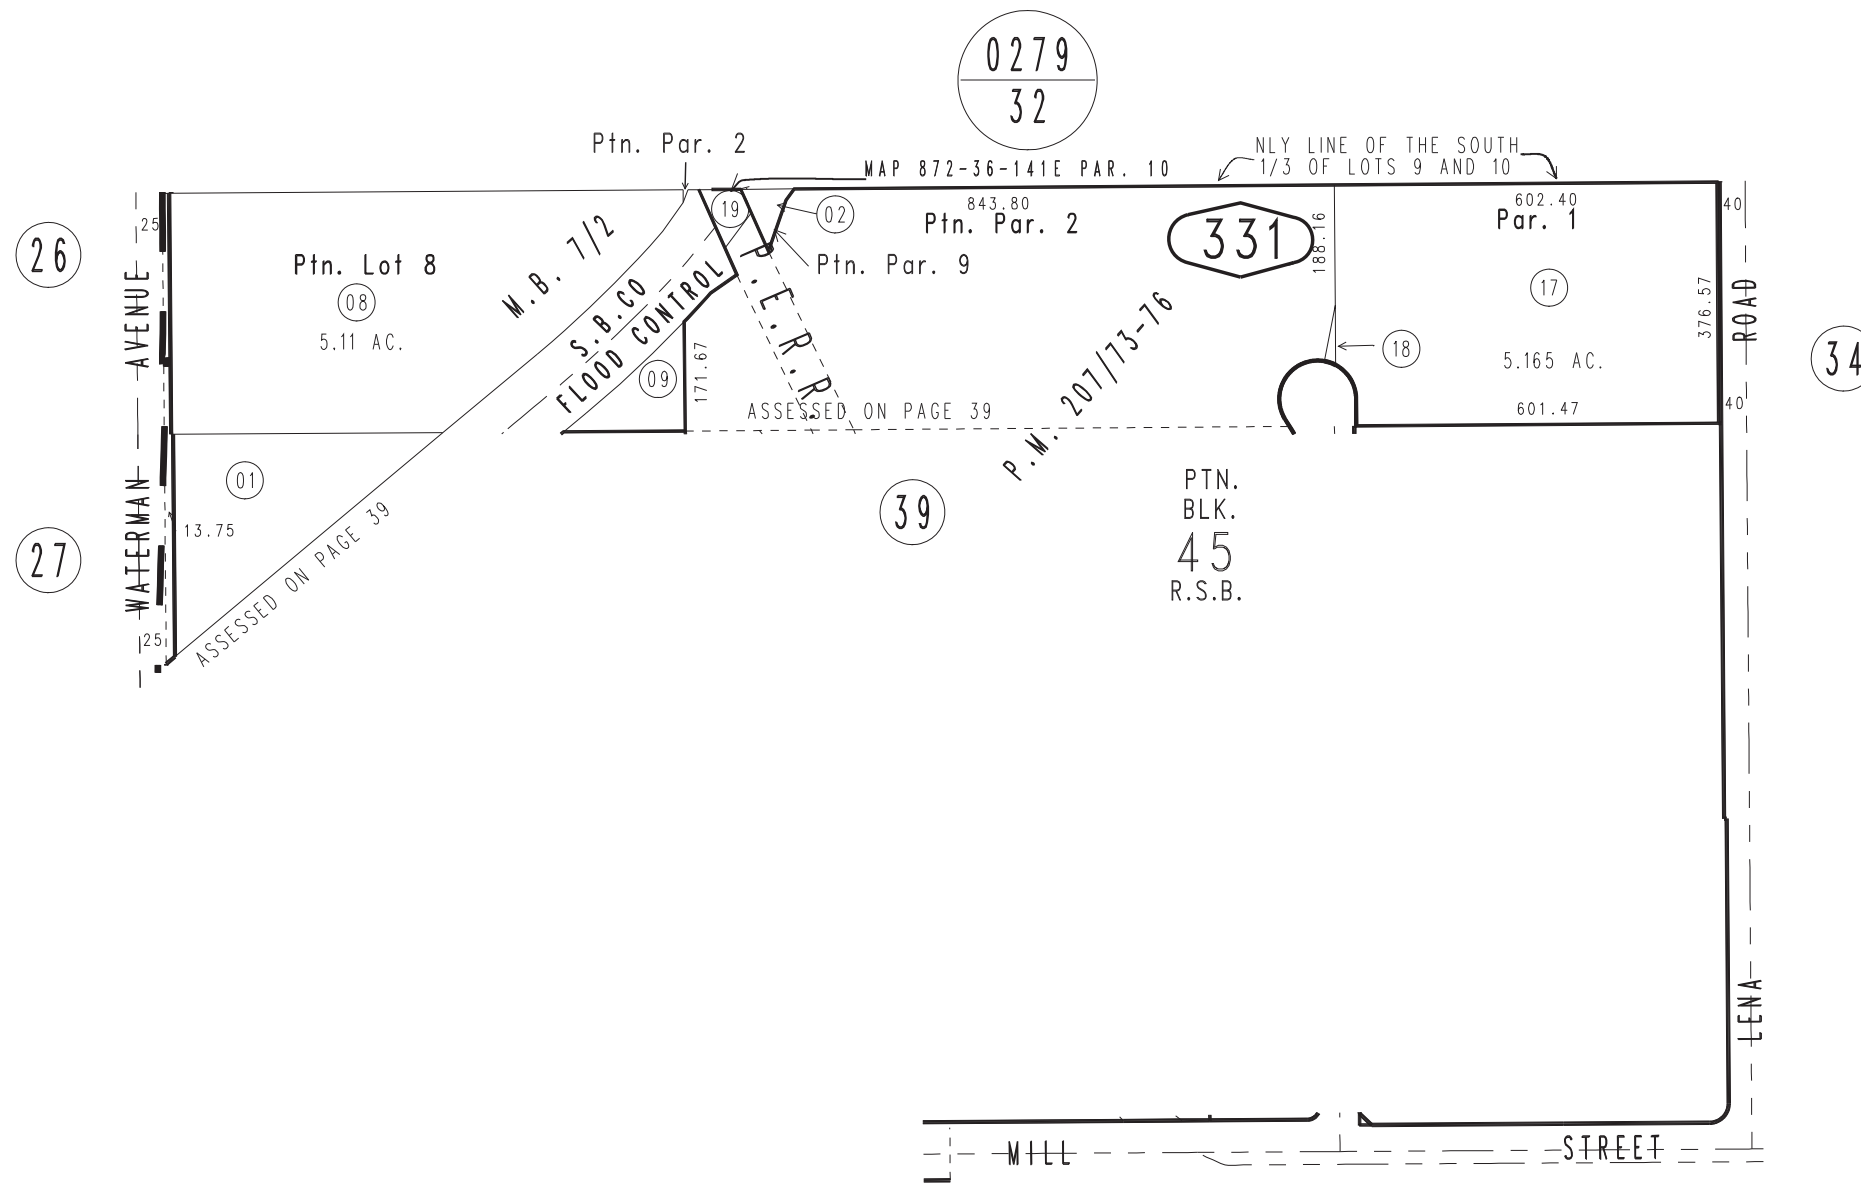 0279
32
Ptn. Par. 2
MAP 872-36-141E PAR. 10
NLY LINE OF THE SOUTH
1/3 OF LOTS 9 AND 10
26
25
AVENUE
Ptn. Lot 8
08
5.11 AC.
M.B. 7/2
S.B.CO
FLOOD CONTROL
19
02
Ptn. Par. 9
P.E.R.R.
843.80
Ptn. Par. 2
331
188.16
602.40
Par. 1
17
5.165 AC.
376.57
40
ROAD
34
18
09
171.67
ASSESSED ON PAGE 39
P.M. 207/73-76
601.47
40
27
WATERMAN
01
13.75
ASSESSED ON PAGE 39
25
39
PTN.
BLK.
45
R.S.B.
LENA
MILL
STREET